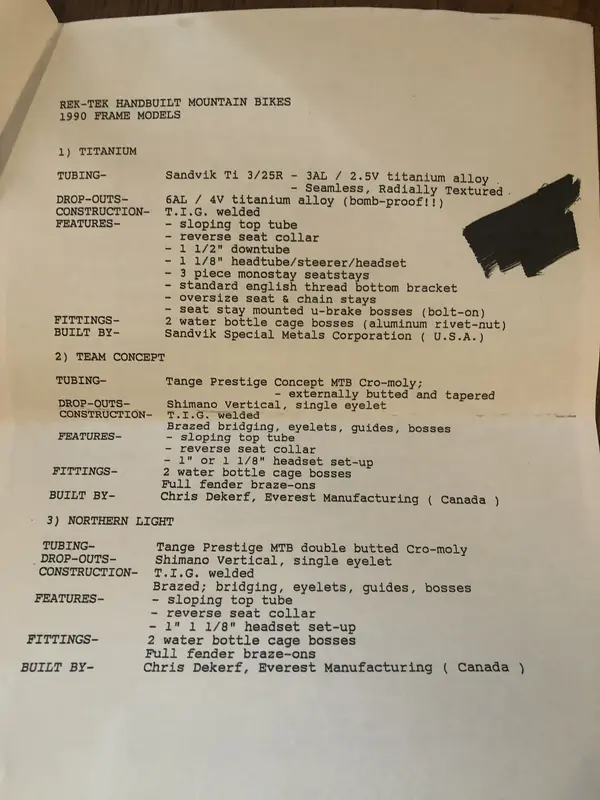 REK-TEK HANDBUILT MOUNTAIN BIKES
1990 FRAME MODELS
1) TITANIUM
TUBING- Sandvik Ti 3/25R - 3AL / 2.5V titanium alloy
- Seamless, Radially Textured
DROP-OUTS- 6AL / 4V titanium alloy (bomb-proof!!)
CONSTRUCTION- T.I.G. welded
FEATURES- - sloping top tube
- reverse seat collar
- 1 1/2" downtube
- 1 1/8" headtube/steerer/headset
- 3 piece monostay seatstays
- standard english thread bottom bracket
- oversize seat & chain stays
- seat stay mounted u-brake bosses (bolt-on)
FITTINGS- 2 water bottle cage bosses (aluminum rivet-nut)
BUILT BY- Sandvik Special Metals Corporation ( U.S.A.)
2) TEAM CONCEPT
TUBING- Tange Prestige Concept MTB Cro-moly;
- externally butted and tapered
DROP-OUTS- Shimano Vertical, single eyelet
CONSTRUCTION- T.I.G. welded
Brazed bridging, eyelets, guides, bosses
FEATURES- - sloping top tube
- reverse seat collar
- 1" or 1 1/8" headset set-up
FITTINGS- 2 water bottle cage bosses
Full fender braze-ons
BUILT BY- Chris Dekerf, Everest Manufacturing ( Canada )
3) NORTHERN LIGHT
TUBING- Tange Prestige MTB double butted Cro-moly
DROP-OUTS- Shimano Vertical, single eyelet
CONSTRUCTION- T.I.G. welded
Brazed; bridging, eyelets, guides, bosses
FEATURES- - sloping top tube
- reverse seat collar
- 1" 1 1/8" headset set-up
FITTINGS- 2 water bottle cage bosses
Full fender braze-ons
BUILT BY- Chris Dekerf, Everest Manufacturing ( Canada )